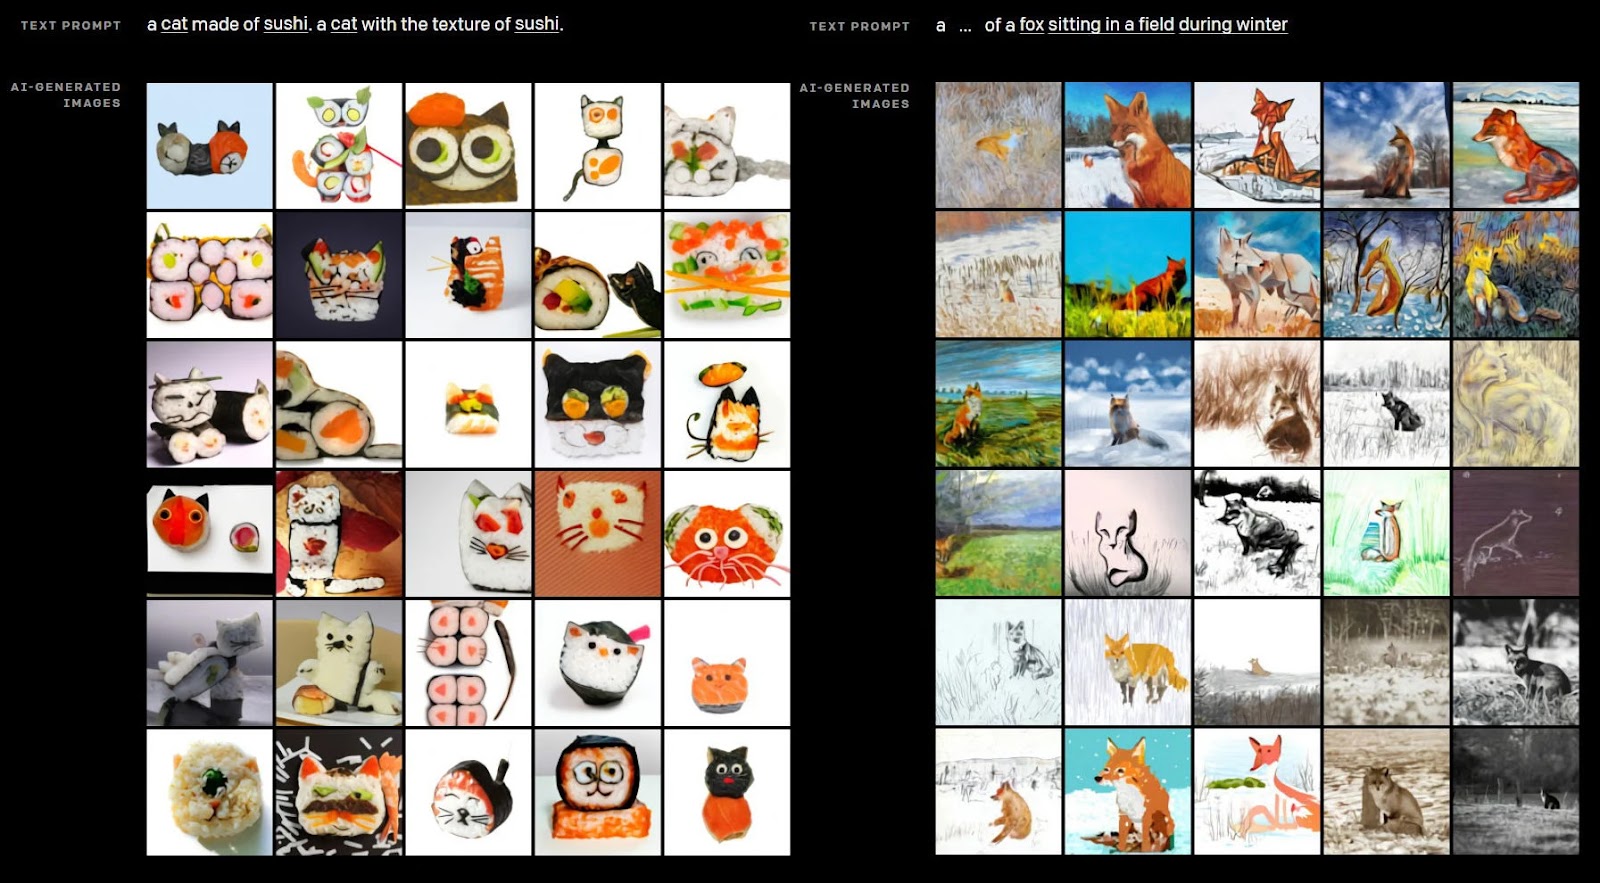 TEXT PROMPT
a cat made of sushi. a cat with the texture of sushi.
AI-GENERATED
IMAGES
TEXT PROMPT
a ... of a fox sitting in a field during winter
AI-GENERATED
IMAGES